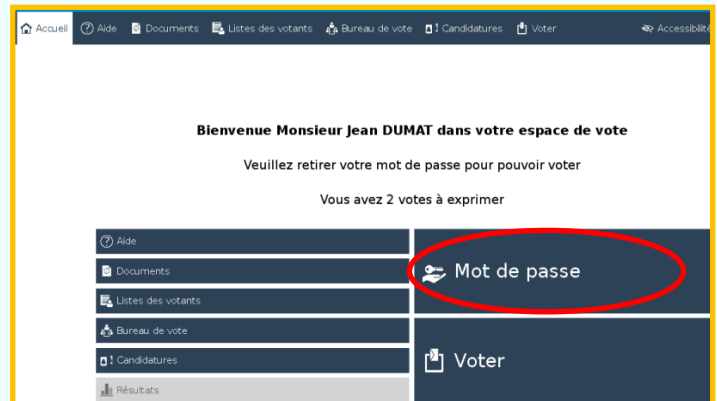 Accueil Aide Documents Listes des votants Bureau de vote Candidatures Voter Accessibilité
Bienvenue Monsieur Jean DUMAT dans votre espace de vote
Veuillez retirer votre mot de passe pour pouvoir voter
Vous avez 2 votes à exprimer
Aide
Documents
Listes des votants
Bureau de vote
Candidatures
Résultats
Mot de passe
Voter